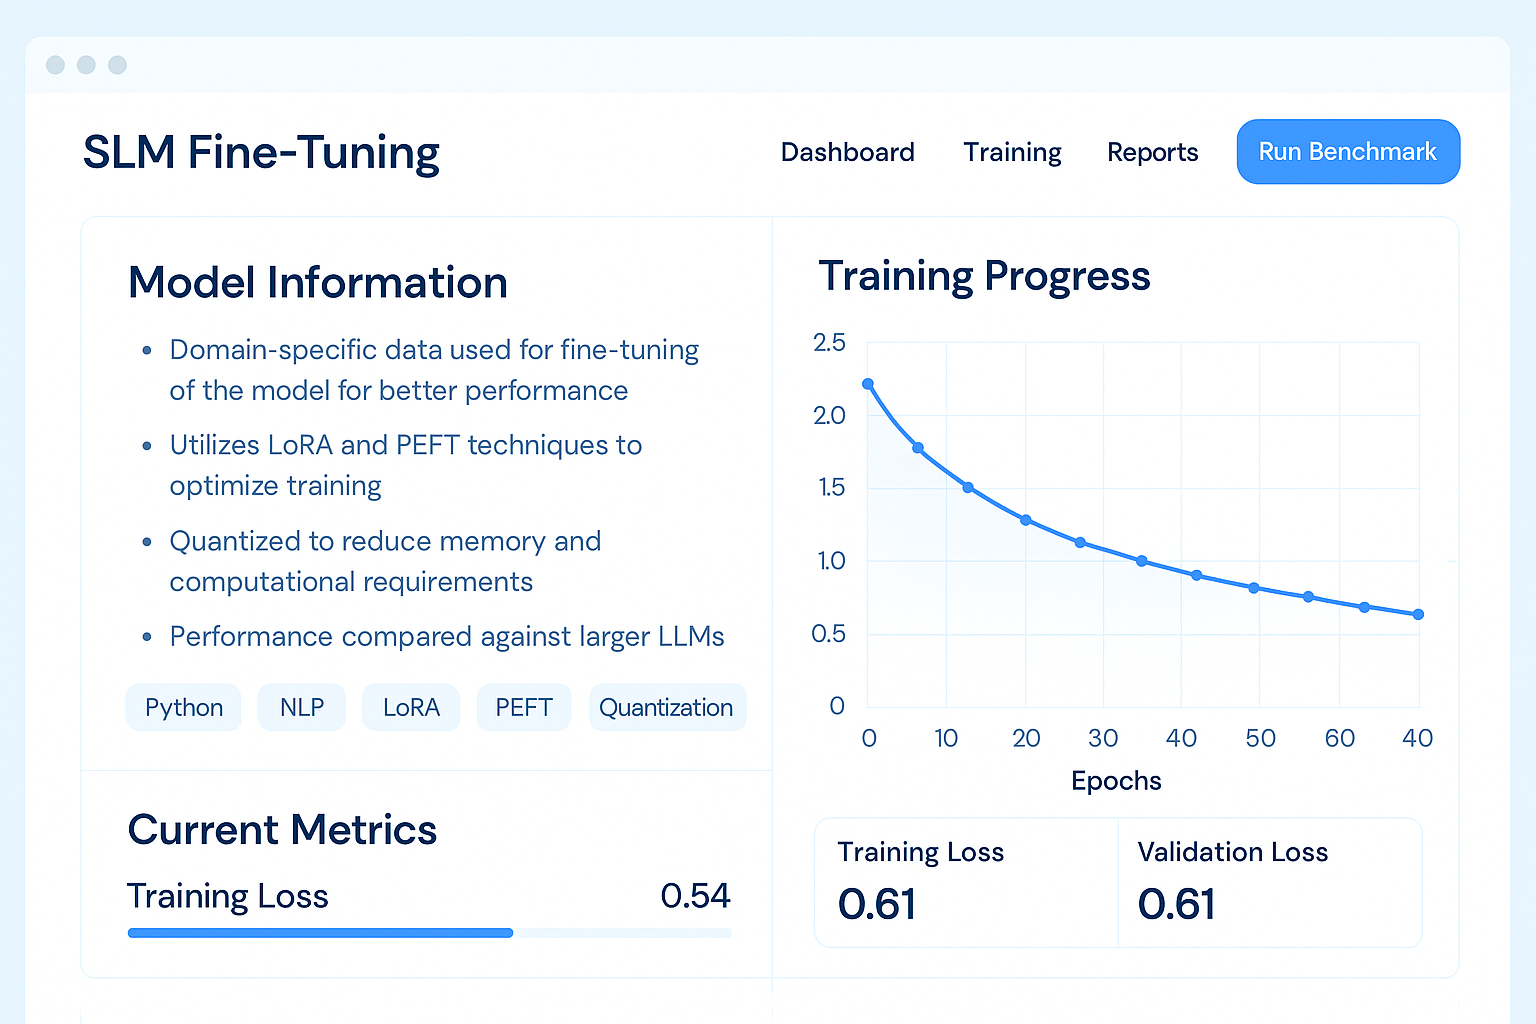 SLM Fine-Tuning
Dashboard
Training
Reports
Run Benchmark
Model Information
• Domain-specific data used for fine-tuning
of the model for better performance
• Utilizes LoRA and PEFT techniques to
optimize training
• Quantized to reduce memory and
computational requirements
• Performance compared against larger LLMs
Python
NLP
LoRA
PEFT
Quantization
Current Metrics
Training Loss 0.54
Training Progress
2.5
2.0
1.5
1.0
0.5
0
0 10 20 30 40 50 60 40
Epochs
Training Loss
0.61
Validation Loss
0.61